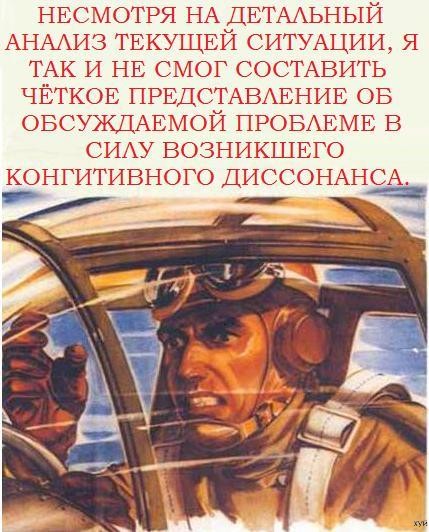 НЕСМОТРЯ НА ДЕТАЛЬНЫЙ
АНАЛИЗ ТЕКУЩЕЙ СИТУАЦИИ, Я
ТАК И НЕ СМОГ СОСТАВИТЬ
ЧЁТКОЕ ПРЕДСТАВЛЕНИЕ ОБ
ОБСУЖДАЕМОЙ ПРОБЛЕМЕ В
СИЛУ ВОЗНИКШЕГО
КОНГИТИВНОГО ДИССОНАНСА.
хуй